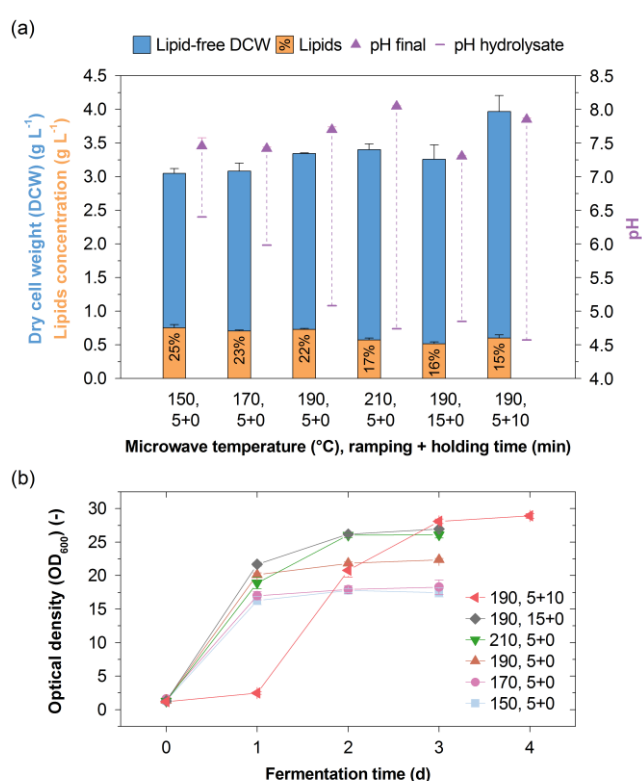 (a)
Lipid-free DCW % Lipids pH final pH hydrolysate
Dry cell weight (DCW) (g L⁻¹)
Lipids concentration (g L⁻¹)
4.5
4.0
3.5
3.0
2.5
2.0
1.5
1.0
0.5
0.0
25% 23% 22% 17% 16% 15%
8.5
8.0
7.5
7.0
6.5
6.0
5.5
5.0
4.5
4.0
pH
150, 170, 190, 210, 190, 190,
5+0 5+0 5+0 5+0 15+0 5+10
Microwave temperature (°C), ramping + holding time (min)
(b)
Optical density (OD₆₀₀) (-)
30
25
20
15
10
5
0
190, 5+10
190, 15+0
210, 5+0
190, 5+0
170, 5+0
150, 5+0
0 1 2 3 4
Fermentation time (d)